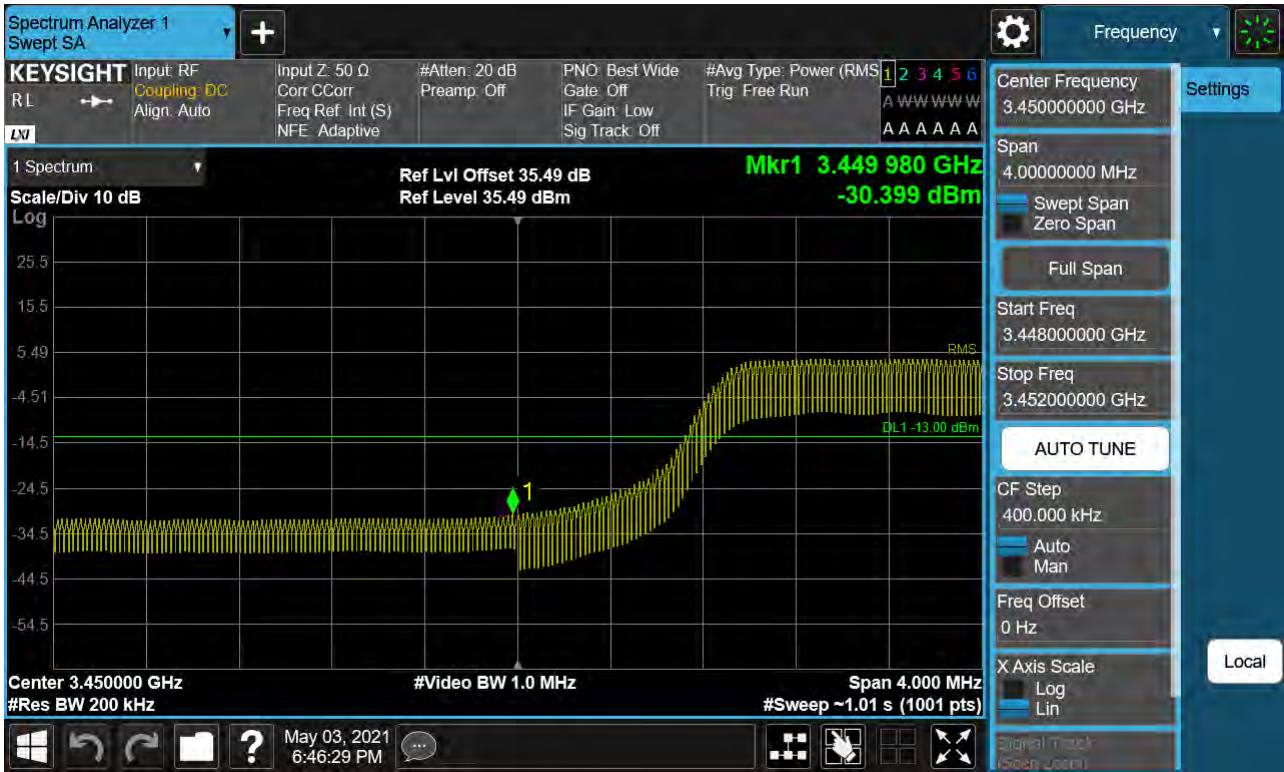 Spectrum Analyzer 1
Swept SA
+
Frequency
KEYSIGHT
RL
LXI
Input: RF
Coupling: DC
Align: Auto
Input Z: 50 Ω
Corr CCorr
Freq Ref: Int (S)
NFE: Adaptive
#Atten: 20 dB
Preamp: Off
PNO: Best Wide
Gate: Off
IF Gain: Low
Sig Track: Off
#Avg Type: Power (RMS
Trig: Free Run
1 2 3 4 5 6
A W W W W W
A A A A A A
1 Spectrum
Scale/Div 10 dB
Log
Ref Lvl Offset 35.49 dB
Ref Level 35.49 dBm
Mkr1 3.449 980 GHz
-30.399 dBm
25.5
15.5
5.49
-4.51
-14.5
-24.5
-34.5
-44.5
-54.5
RMS
DL1 -13.00 dBm
1
Center 3.450000 GHz
#Res BW 200 kHz
#Video BW 1.0 MHz
Span 4.000 MHz
#Sweep ~1.01 s (1001 pts)
Center Frequency
3.450000000 GHz
Span
4.00000000 MHz
Swept Span
Zero Span
Full Span
Start Freq
3.448000000 GHz
Stop Freq
3.452000000 GHz
AUTO TUNE
CF Step
400.000 kHz
Auto
Man
Freq Offset
0 Hz
X Axis Scale
Log
Lin
Signal Track
(Span Zoom)
Settings
Local
?
May 03, 2021
6:46:29 PM